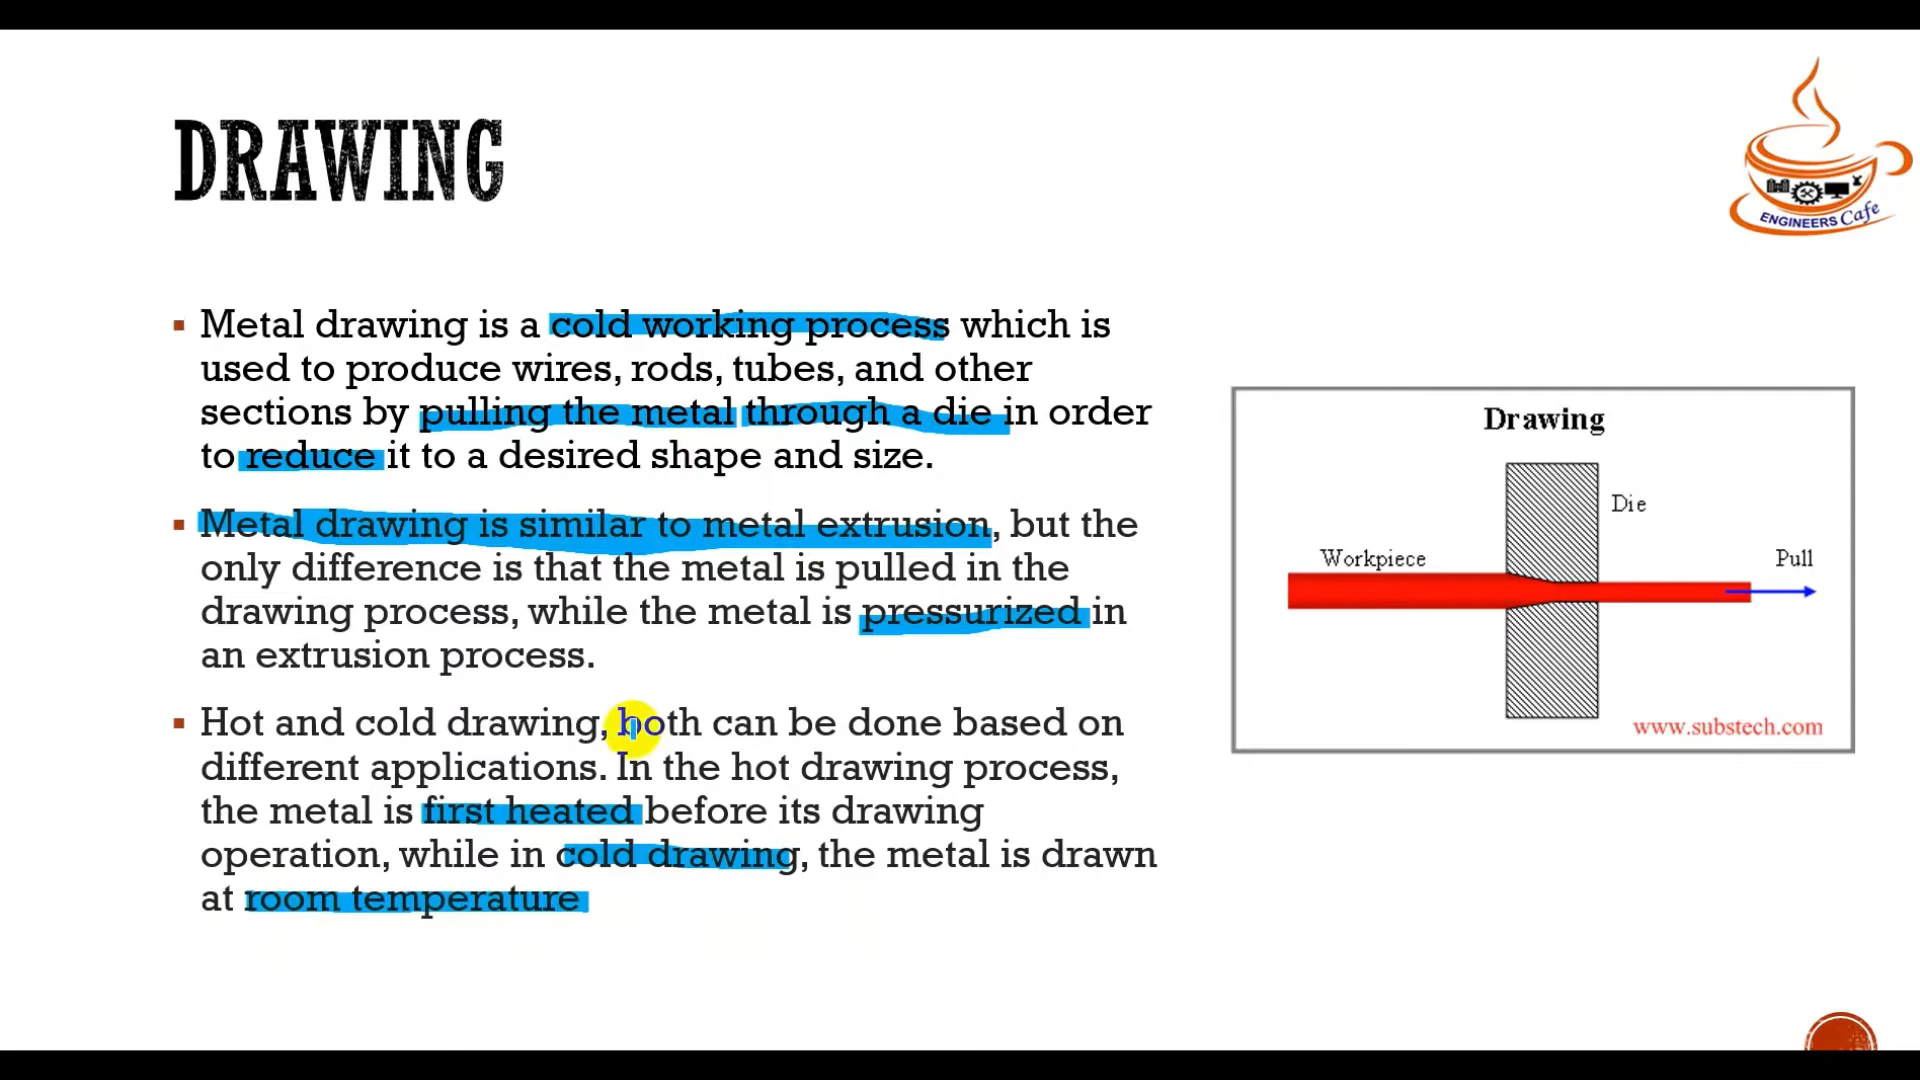 DRAWING
ENGINEERS Cafe
▪ Metal drawing is a cold working process which is
used to produce wires, rods, tubes, and other
sections by pulling the metal through a die in order
to reduce it to a desired shape and size.
▪ Metal drawing is similar to metal extrusion, but the
only difference is that the metal is pulled in the
drawing process, while the metal is pressurized in
an extrusion process.
▪ Hot and cold drawing, both can be done based on
different applications. In the hot drawing process,
the metal is first heated before its drawing
operation, while in cold drawing, the metal is drawn
at room temperature
Drawing
Die
Workpiece
Pull
www.substech.com